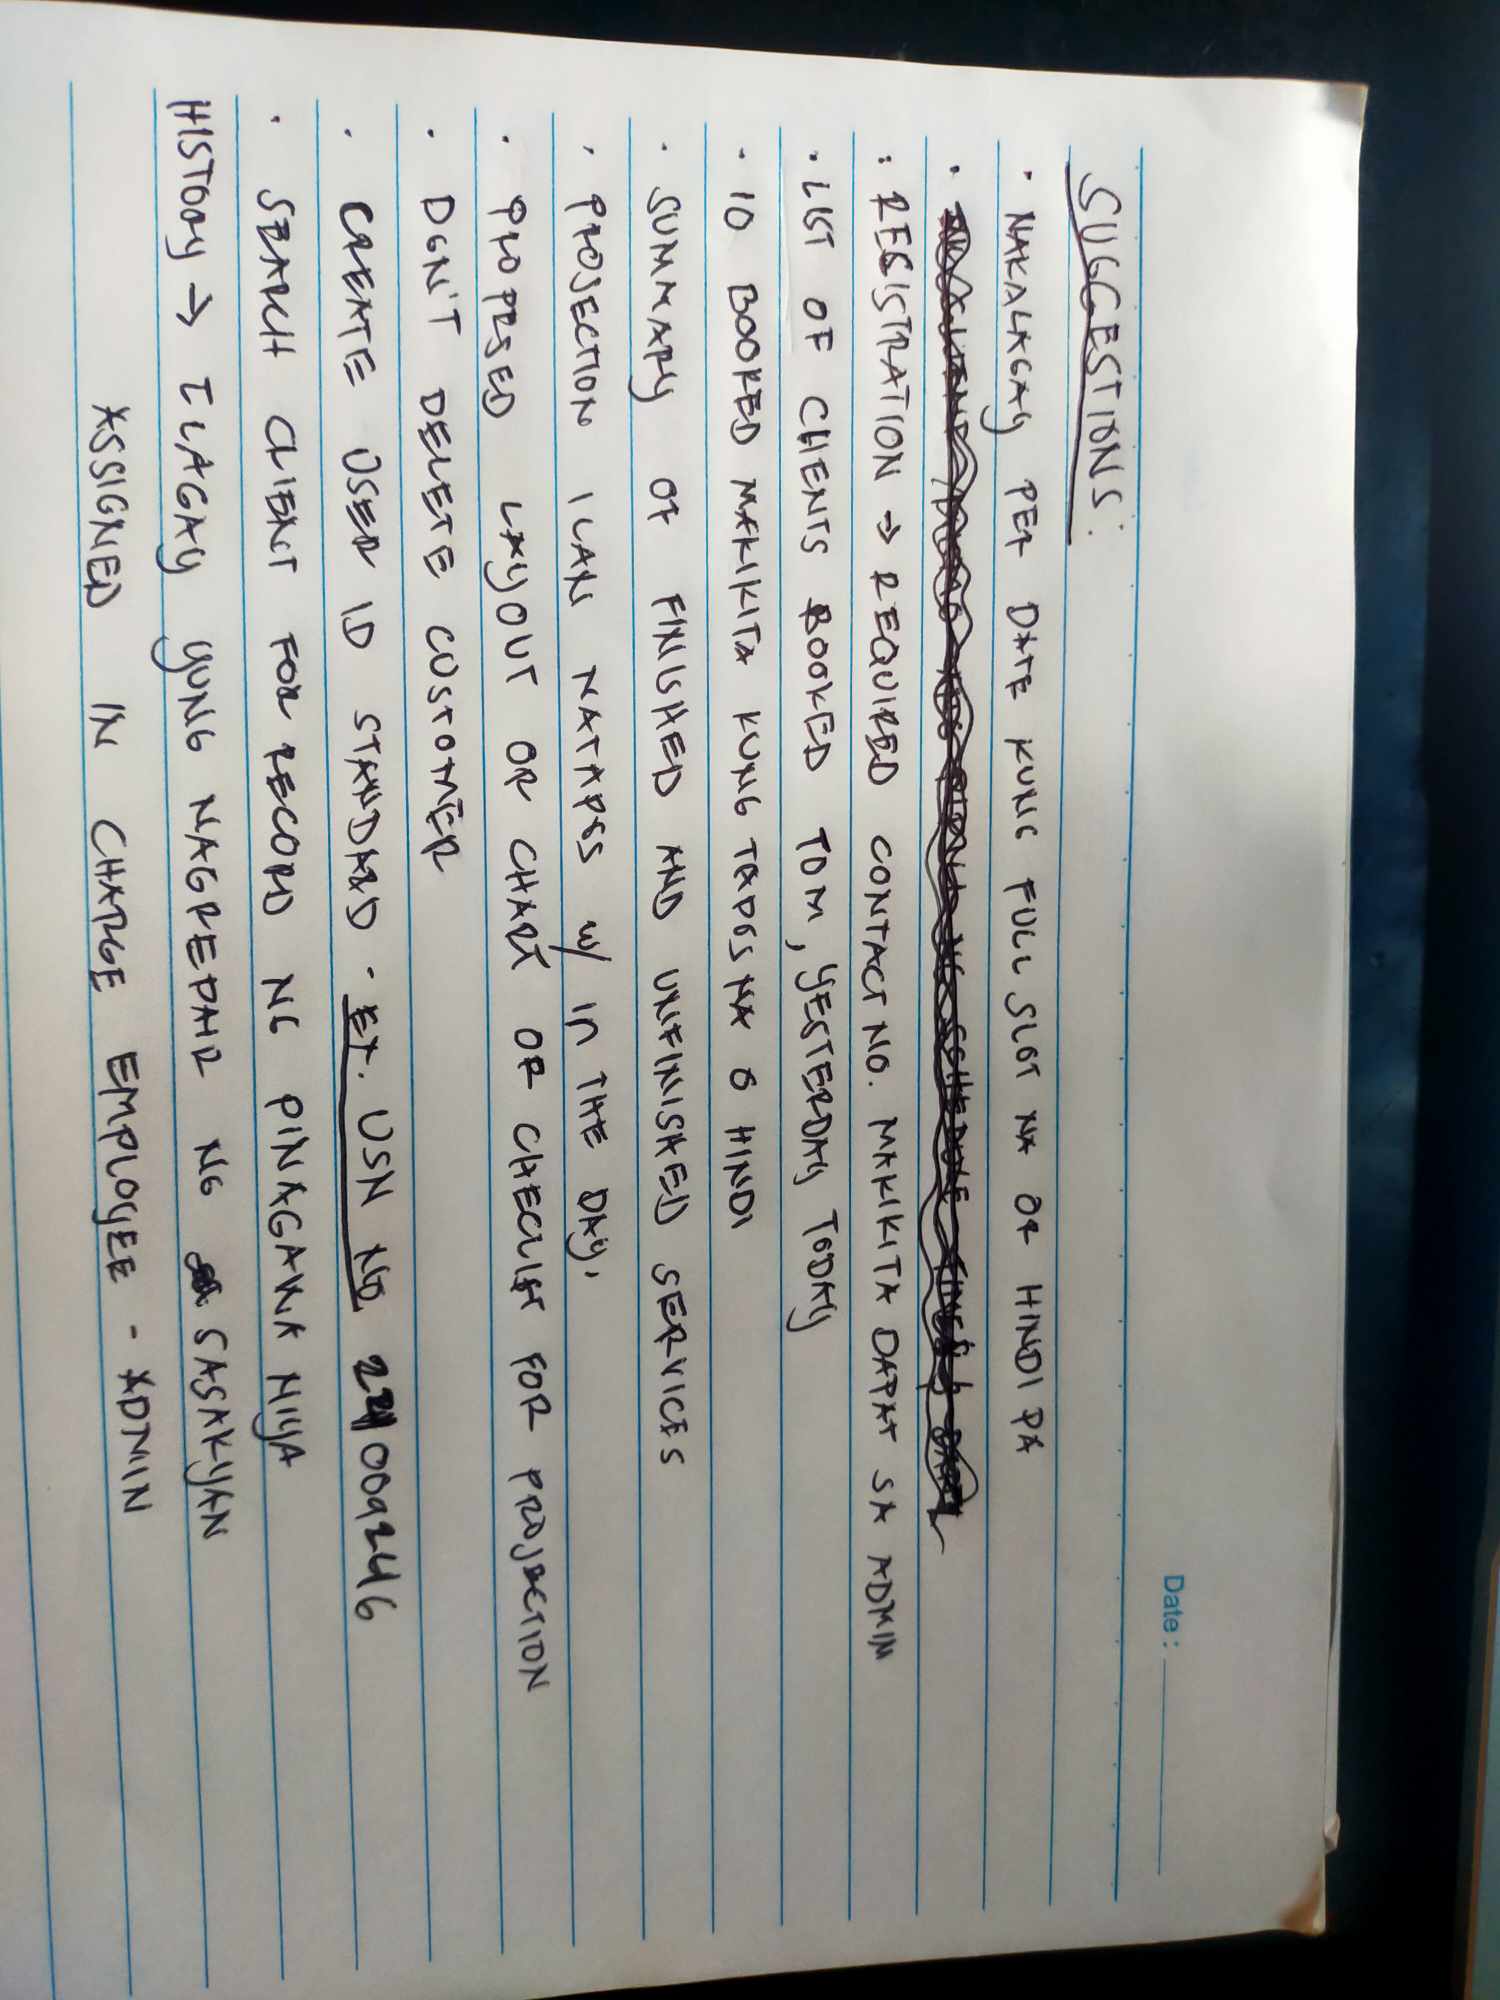 Date :
SUGGESTIONS:
· NAKALAGAY PER DATE KUNG FULL SLOT NA OR HINDI PA
·
: REGISTRATION → REQUIRED CONTACT NO. MAKIKITA DAPAT SA ADMIN
· LIST OF CLIENTS BOOKED TOM, YESTERDAY TODAY
· 10 BOOKED MAKIKITA KUNG TAPOS NA O HINDI
· SUMMARY OF FINISHED AND UNFINISHED SERVICES
· PROJECTION ILAN NATAPOS w/ in THE DAY.
· PROPOSED LAYOUT OR CHART OR CHECLIST FOR PROJECTION
· DON'T DELETE CUSTOMER
· CREATE USER ID STANDARD - EX. USN NO 221009246
· SEARCH CLIENT FOR RECORD NG PINAGAWA NIYA
HISTORY → ILAGAY YUNG NAGREPAIR NG SASAKYAN
ASSIGNED IN CHARGE EMPLOYEE - ADMIN